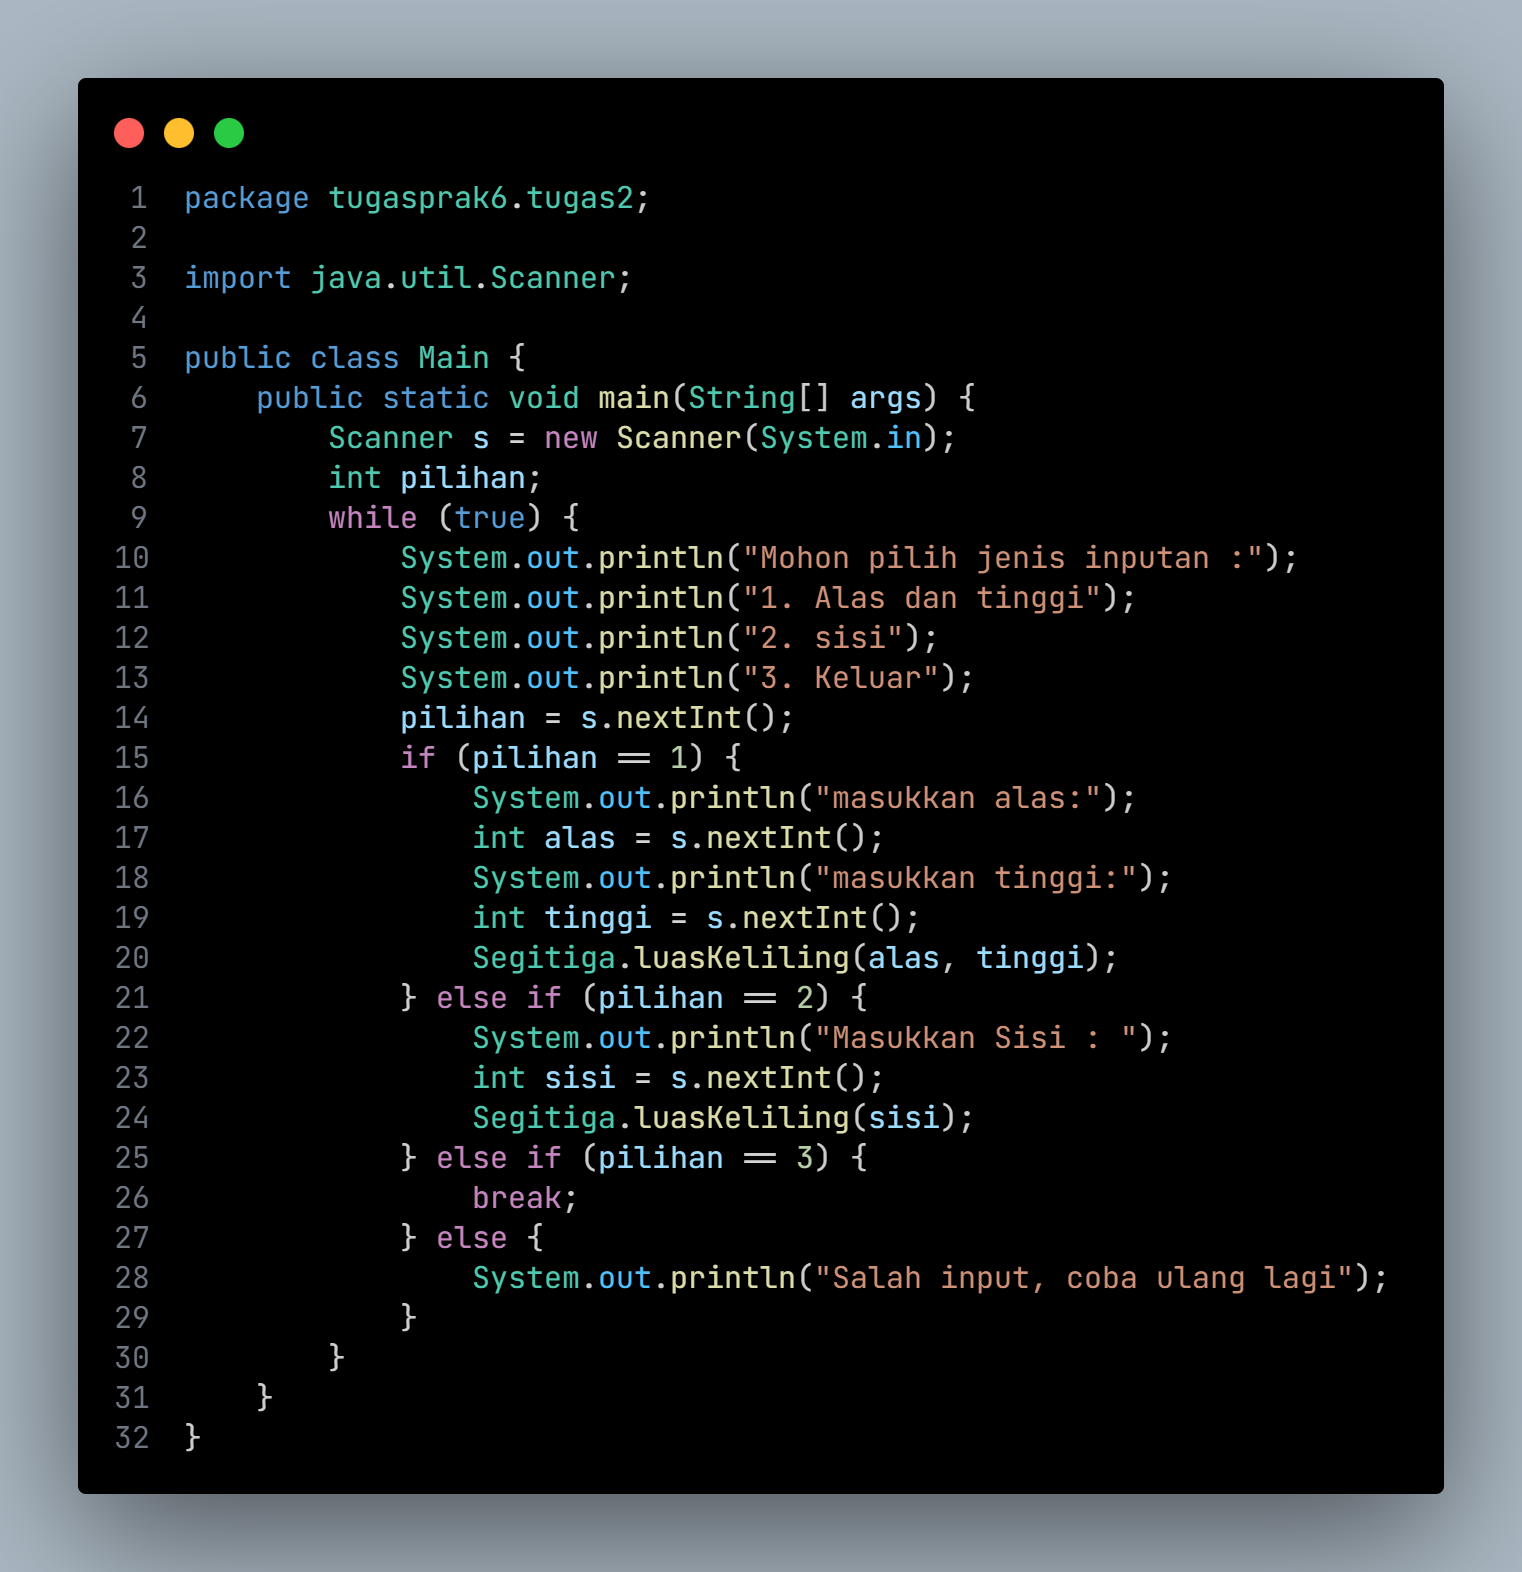 1 package tugasprak6.tugas2;
2
3 import java.util.Scanner;
4
5 public class Main {
6     public static void main(String[] args) {
7         Scanner s = new Scanner(System.in);
8         int pilihan;
9         while (true) {
10             System.out.println("Mohon pilih jenis inputan :");
11             System.out.println("1. Alas dan tinggi");
12             System.out.println("2. sisi");
13             System.out.println("3. Keluar");
14             pilihan = s.nextInt();
15             if (pilihan == 1) {
16                 System.out.println("masukkan alas:");
17                 int alas = s.nextInt();
18                 System.out.println("masukkan tinggi:");
19                 int tinggi = s.nextInt();
20                 Segitiga.luasKeliling(alas, tinggi);
21             } else if (pilihan == 2) {
22                 System.out.println("Masukkan Sisi : ");
23                 int sisi = s.nextInt();
24                 Segitiga.luasKeliling(sisi);
25             } else if (pilihan == 3) {
26                 break;
27             } else {
28                 System.out.println("Salah input, coba ulang lagi");
29             }
30         }
31     }
32 }